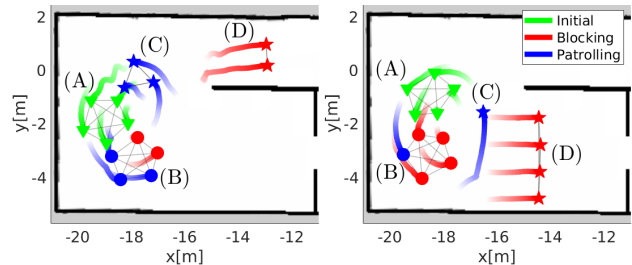 2
0
-2
-4
y[m]
-20
-18
-16
-14
-12
x[m]
(A)
(B)
(C)
(D)
2
0
-2
-4
y[m]
-20
-18
-16
-14
-12
x[m]
(A)
(B)
(C)
(D)
Initial
Blocking
Patrolling